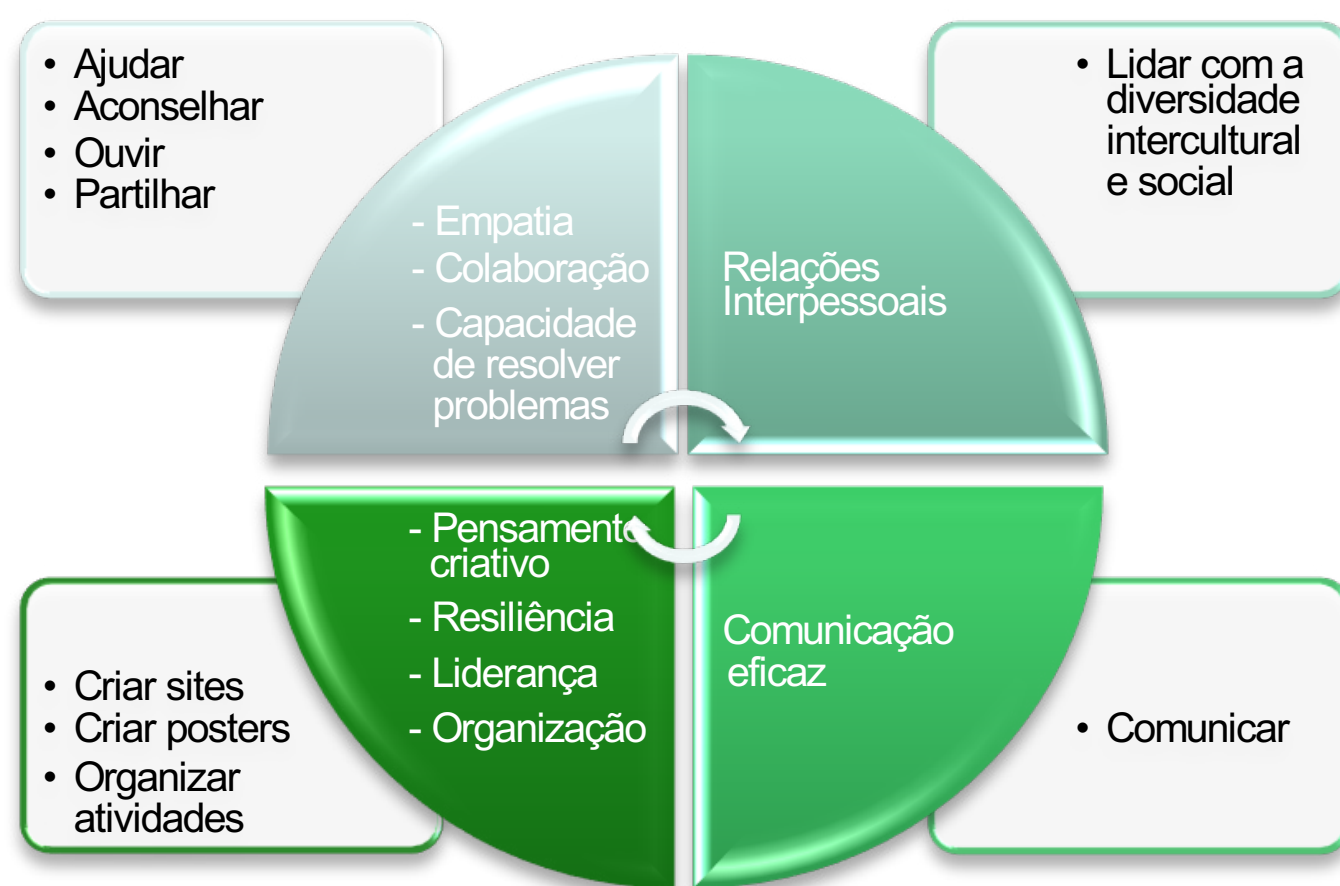 • Ajudar
• Aconselhar
• Ouvir
• Partilhar
- Empatia
- Colaboração
- Capacidade
de resolver
problemas
Relações
Interpessoais
• Lidar com a
diversidade
intercultural
e social
• Criar sites
• Criar posters
• Organizar
atividades
- Pensamento
criativo
- Resiliência
- Liderança
- Organização
Comunicação
eficaz
• Comunicar